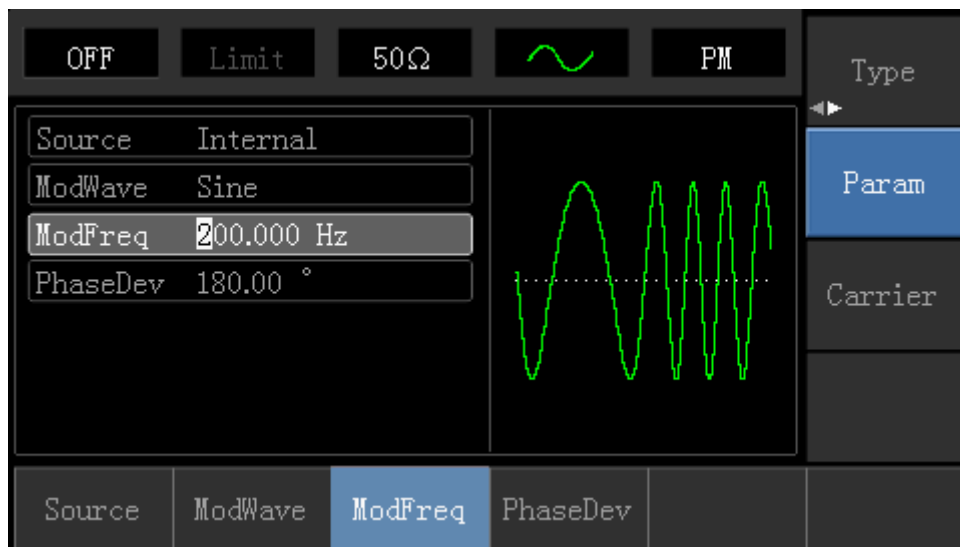 OFF Limit 50Ω PM
Type
Source Internal
ModWave Sine
ModFreq 200.000 Hz
PhaseDev 180.00 °
Param
Carrier
Source ModWave ModFreq PhaseDev